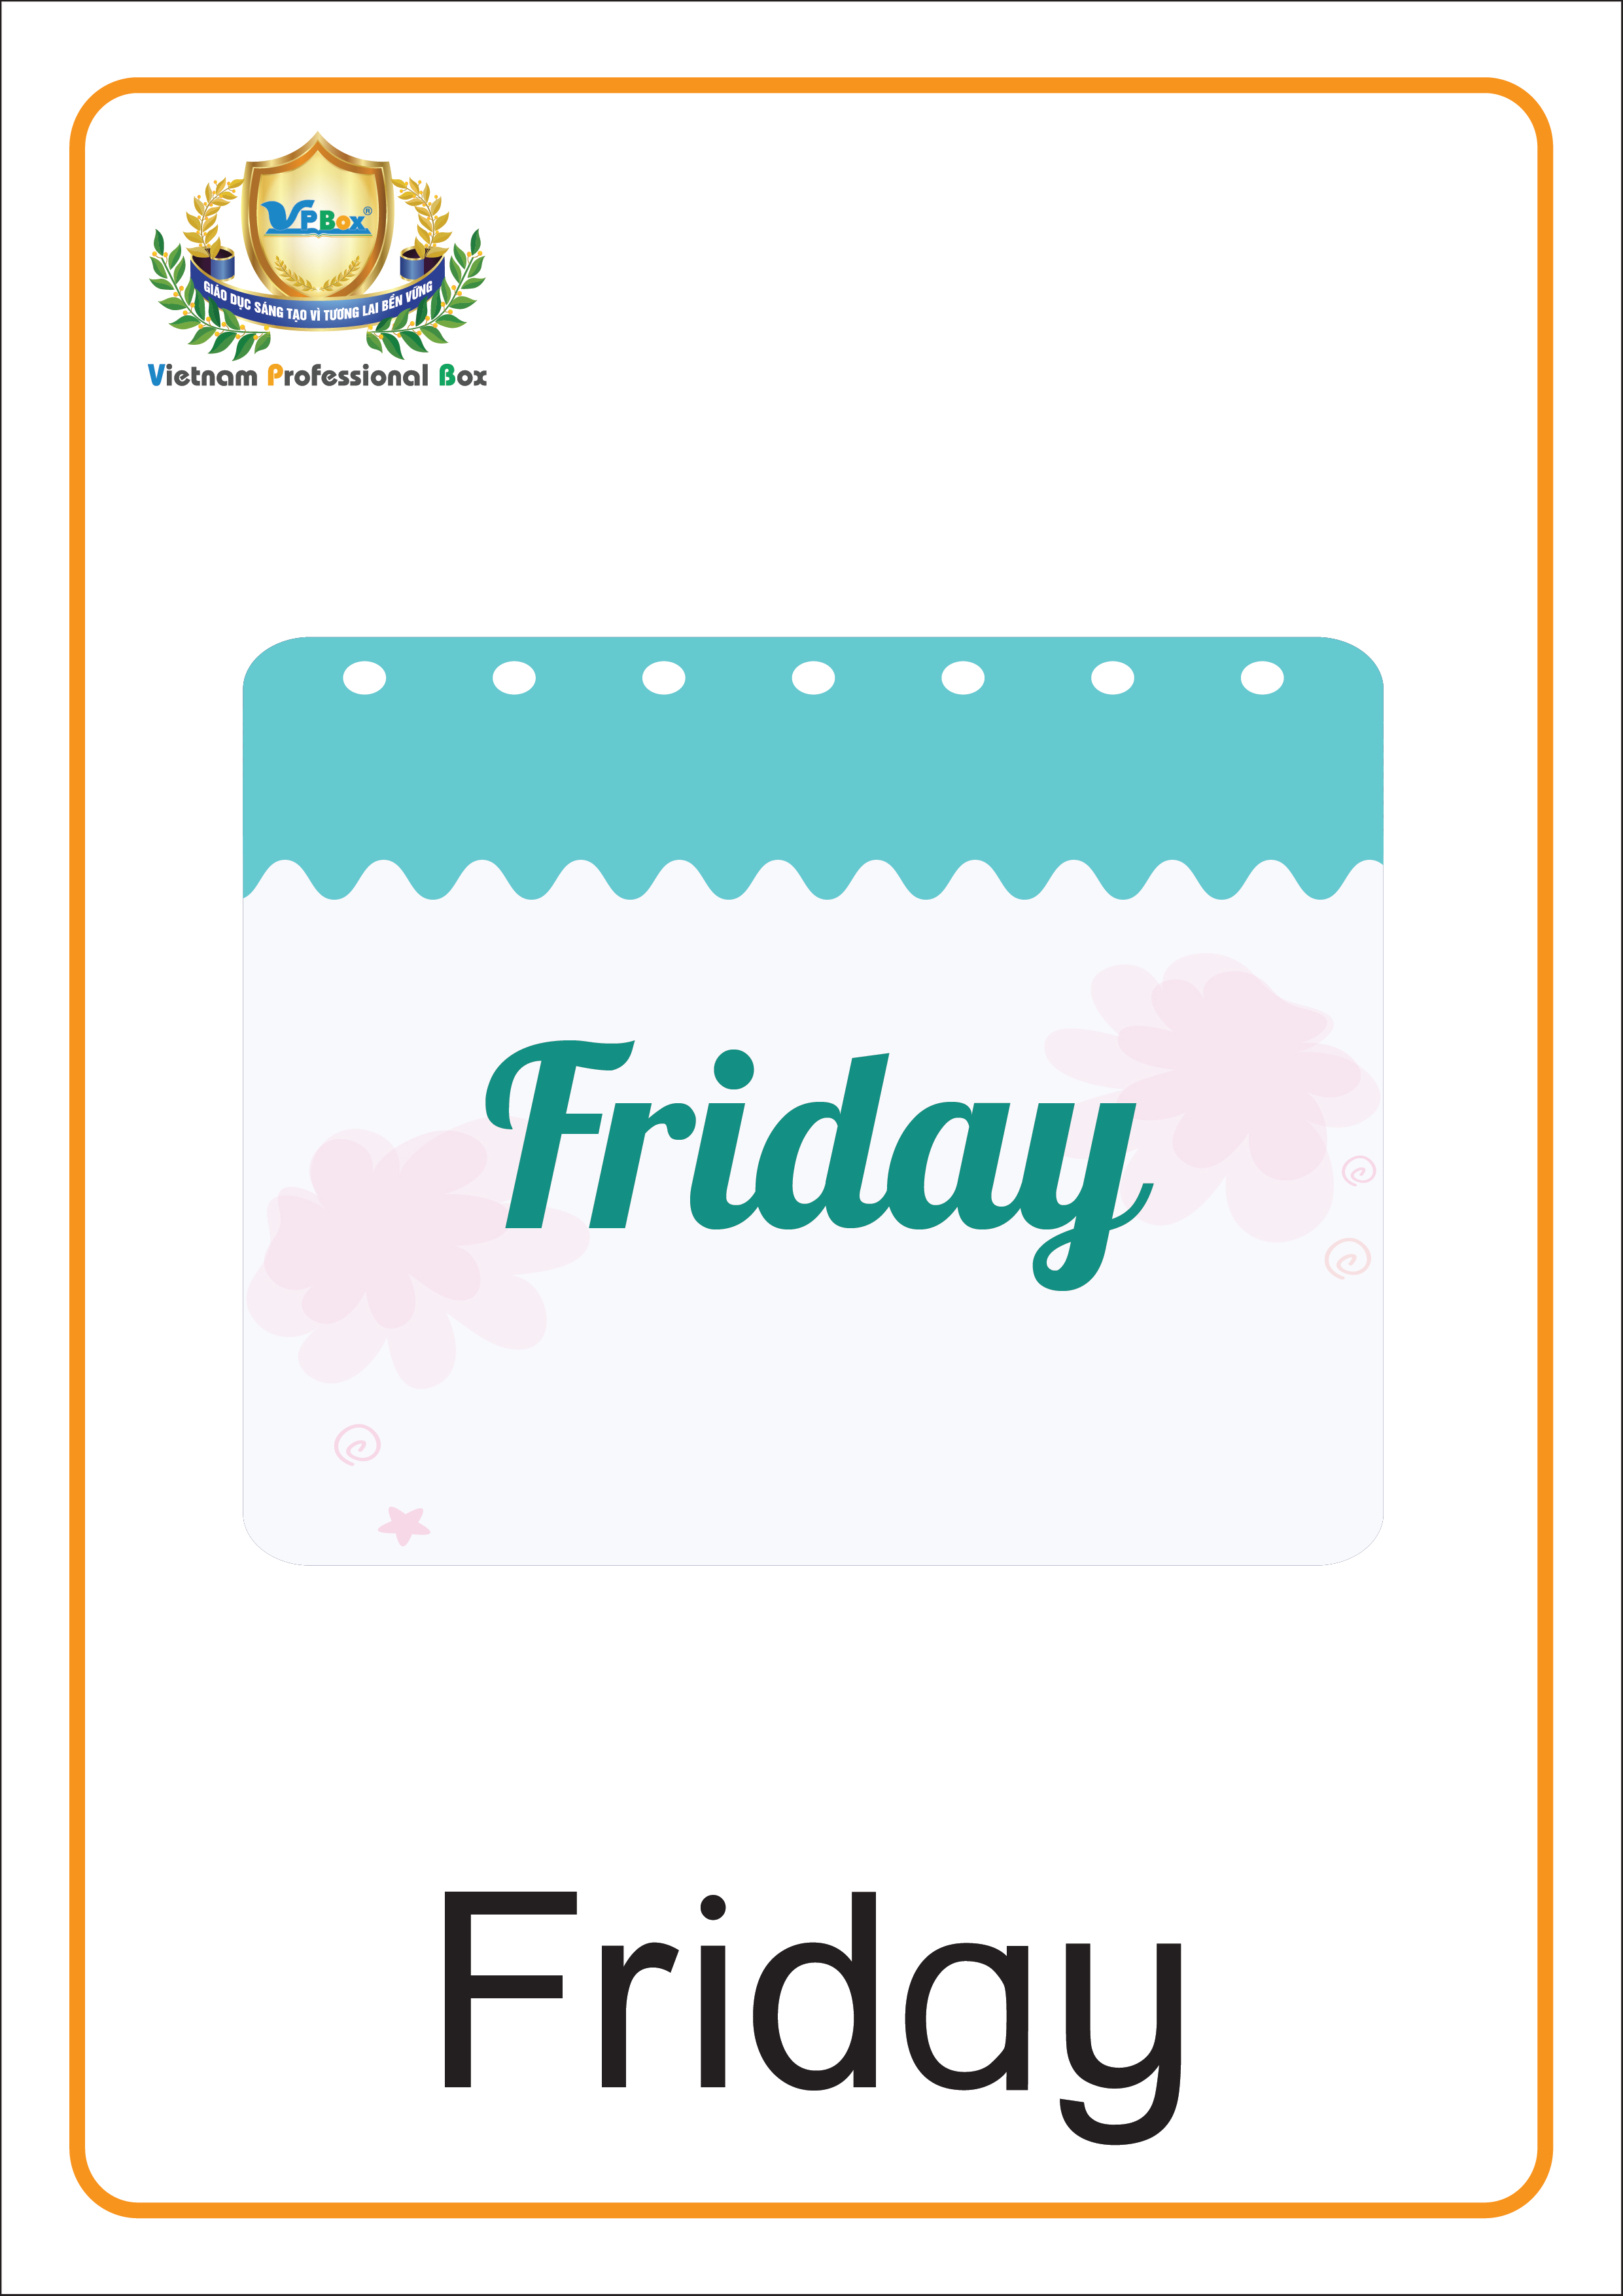 VPBox®
GIÁO DỤC SÁNG TẠO VÌ TƯƠNG LAI BỀN VỮNG
Vietnam Professional Box
Friday
Friday